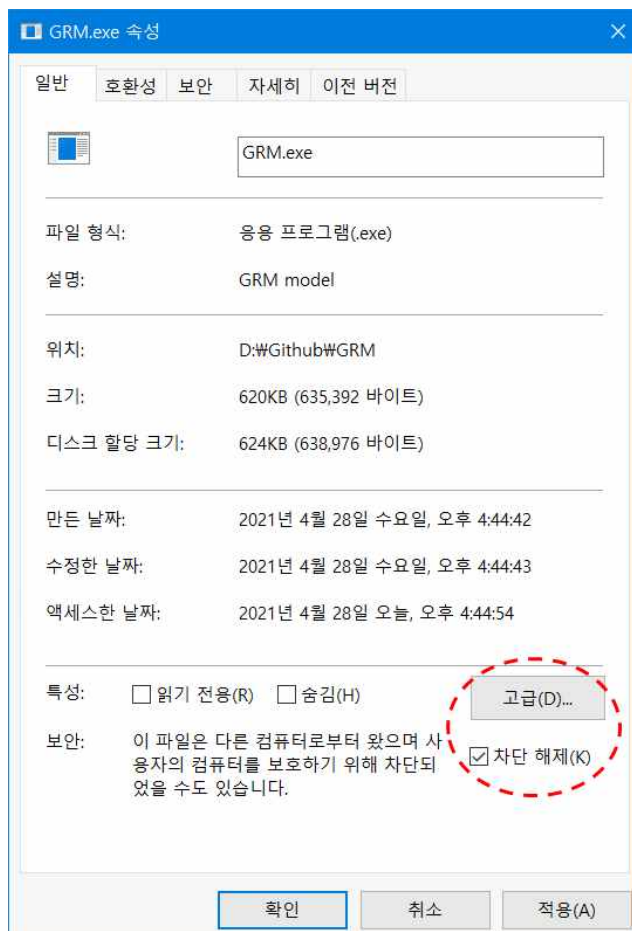 GRM.exe 속성
일반 호환성 보안 자세히 이전 버전
GRM.exe
파일 형식: 응용 프로그램(.exe)
설명: GRM model
위치: D:₩Github₩GRM
크기: 620KB (635,392 바이트)
디스크 할당 크기: 624KB (638,976 바이트)
만든 날짜: 2021년 4월 28일 수요일, 오후 4:44:42
수정한 날짜: 2021년 4월 28일 수요일, 오후 4:44:43
액세스한 날짜: 2021년 4월 28일 오늘, 오후 4:44:54
특성: 읽기 전용(R) 숨김(H) 고급(D)...
보안: 이 파일은 다른 컴퓨터로부터 왔으며 사
용자의 컴퓨터를 보호하기 위해 차단되
었을 수도 있습니다.
차단 해제(K)
확인 취소 적용(A)